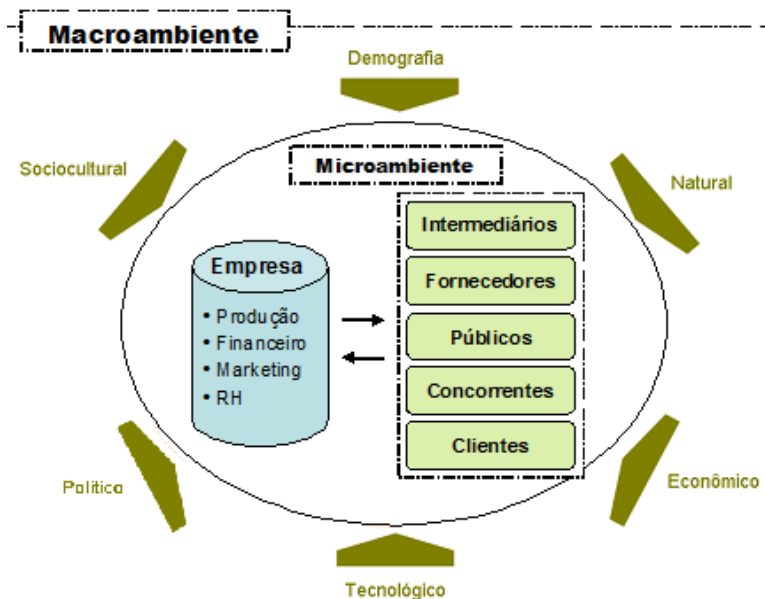 Macroambiente
Demografia
Sociocultural
Natural
Microambiente
Empresa
• Produção
• Financeiro
• Marketing
• RH
Intermediários
Fornecedores
Públicos
Concorrentes
Clientes
Político
Econômico
Tecnológico